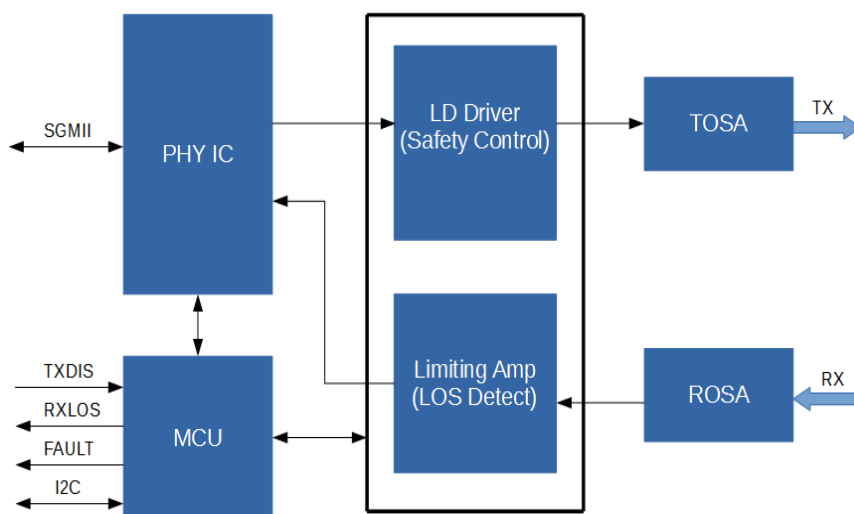 SGMII
PHY IC
LD Driver
(Safety Control)
TOSA
TX
TXDIS
RXLOS
FAULT
I2C
MCU
Limiting Amp
(LOS Detect)
ROSA
RX